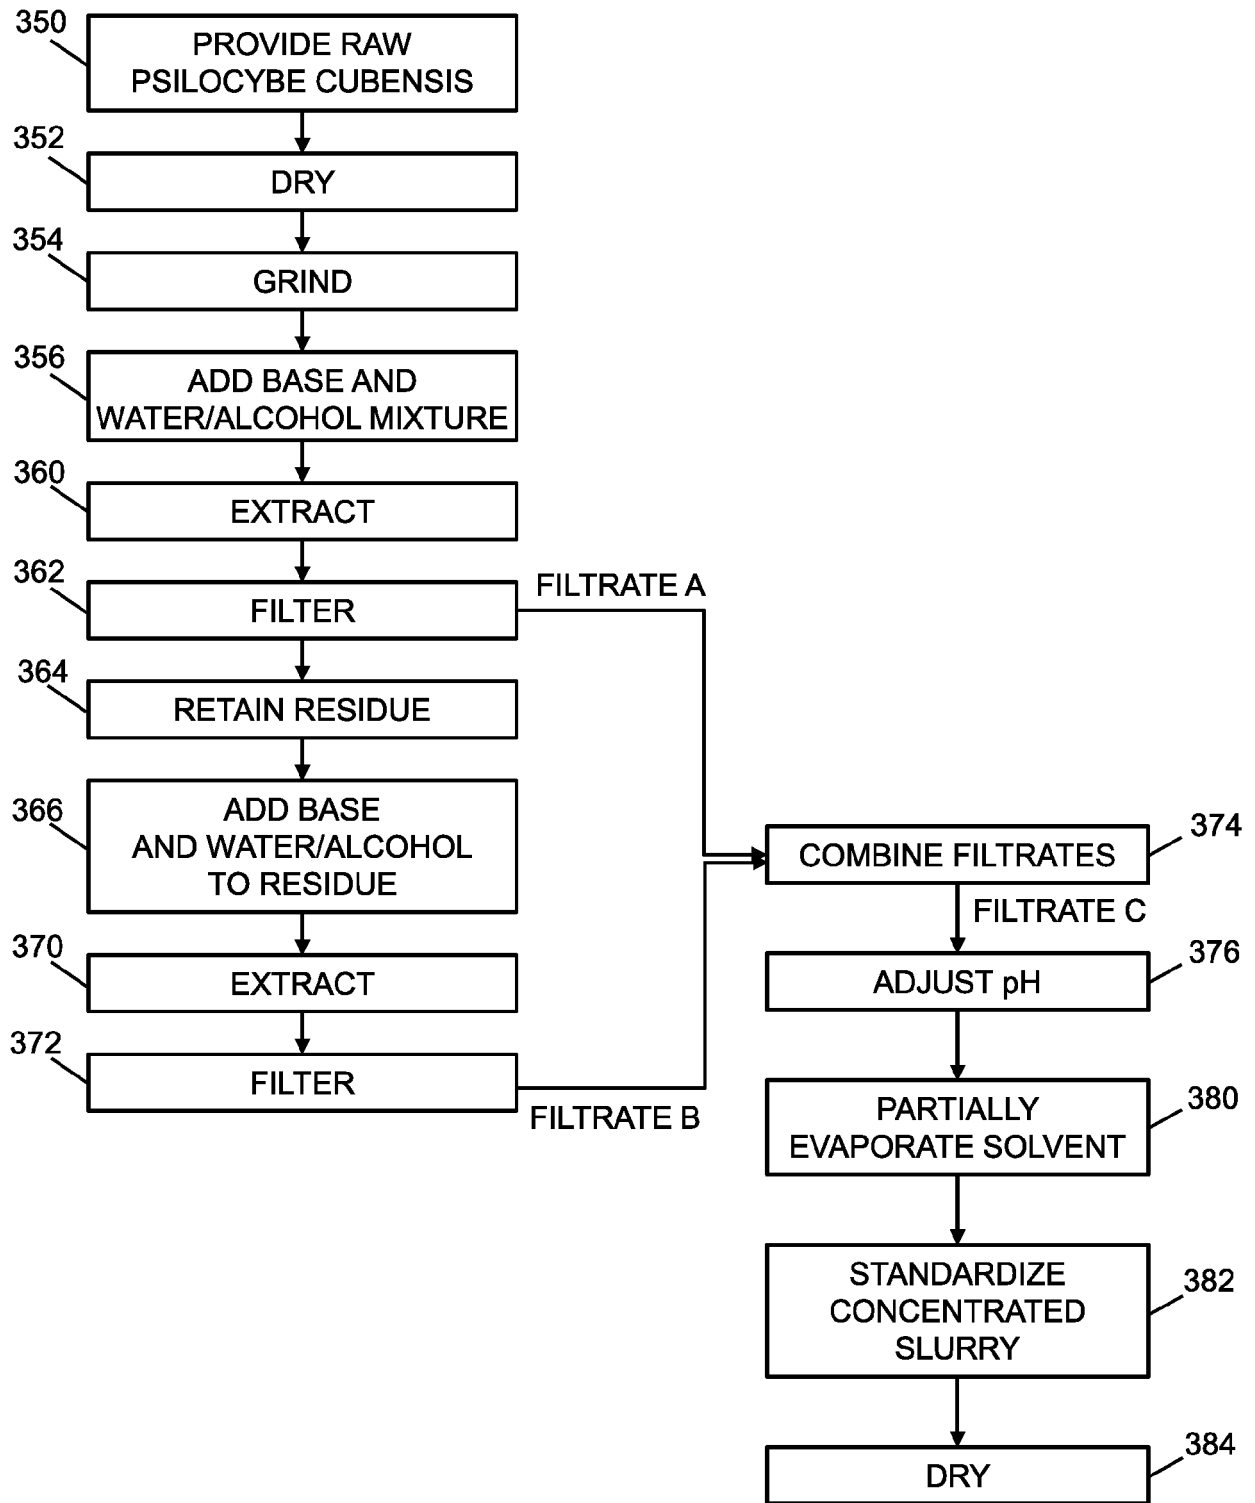 350
PROVIDE RAW
PSILOCYBE CUBENSIS
352
DRY
354
GRIND
356
ADD BASE AND
WATER/ALCOHOL MIXTURE
360
EXTRACT
362
FILTER
FILTRATE A
364
RETAIN RESIDUE
366
ADD BASE
AND WATER/ALCOHOL
TO RESIDUE
370
EXTRACT
372
FILTER
FILTRATE B
374
COMBINE FILTRATES
FILTRATE C
376
ADJUST pH
380
PARTIALLY
EVAPORATE SOLVENT
382
STANDARDIZE
CONCENTRATED
SLURRY
384
DRY